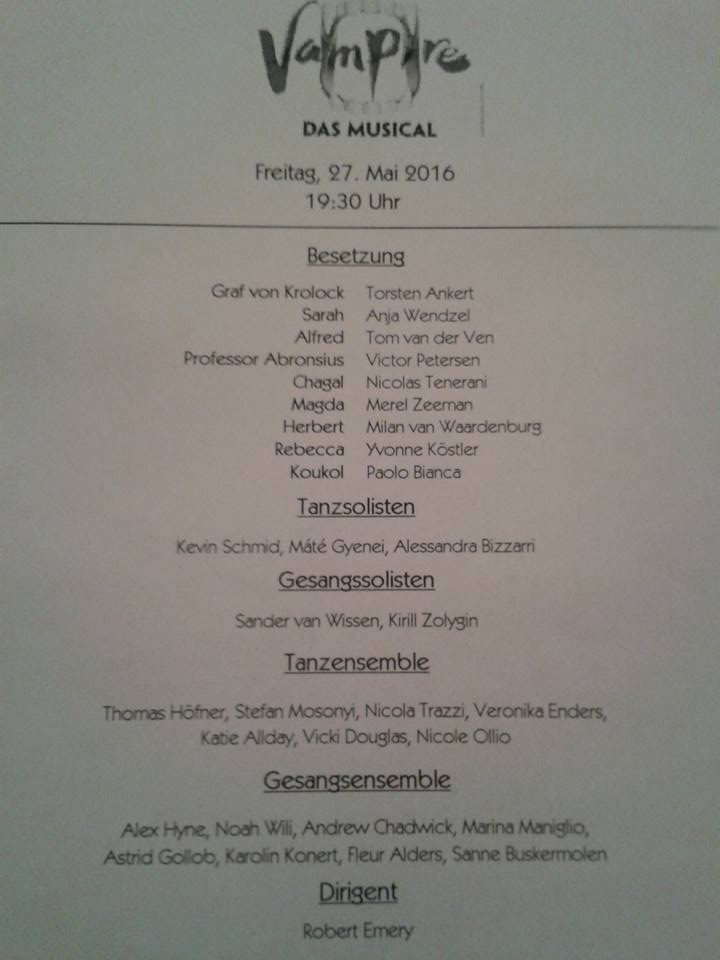 Vampire
DAS MUSICAL
Freitag, 27. Mai 2016
19:30 Uhr
Besetzung
Graf von Krolock Torsten Ankert
Sarah Anja Wendzel
Alfred Tom van der Ven
Professor Abronsius Victor Petersen
Chagal Nicolas Tenerani
Magda Merel Zeeman
Herbert Milan van Waardenburg
Rebecca Yvonne Köstler
Koukol Paolo Bianca
Tanzsolisten
Kevin Schmid, Máté Gyenei, Alessandra Bizzarri
Gesangssolisten
Sander van Wissen, Kirill Zolygin
Tanzensemble
Thomas Höfner, Stefan Mosonyi, Nicola Trazzi, Veronika Enders,
Katie Allday, Vicki Douglas, Nicole Ollio
Gesangsensemble
Alex Hyne, Noah Wili, Andrew Chadwick, Marina Maniglio,
Astrid Gollob, Karolin Konert, Fleur Alders, Sanne Buskermolen
Dirigent
Robert Emery